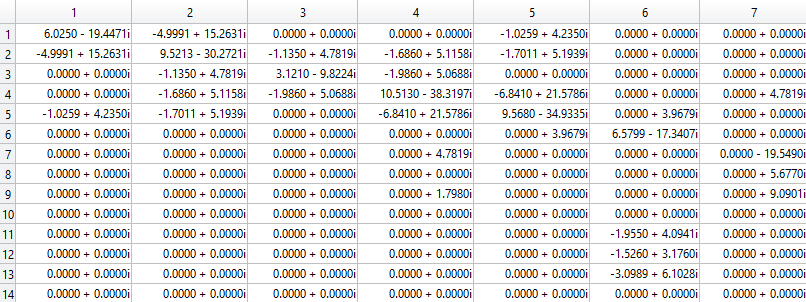 1 2 3 4 5 6 7
1 6.0250 - 19.4471i -4.9991 + 15.2631i 0.0000 + 0.0000i 0.0000 + 0.0000i -1.0259 + 4.2350i 0.0000 + 0.0000i 0.0000 + 0.0000i
2 -4.9991 + 15.2631i 9.5213 - 30.2721i -1.1350 + 4.7819i -1.6860 + 5.1158i -1.7011 + 5.1939i 0.0000 + 0.0000i 0.0000 + 0.0000i
3 0.0000 + 0.0000i -1.1350 + 4.7819i 3.1210 - 9.8224i -1.9860 + 5.0688i 0.0000 + 0.0000i 0.0000 + 0.0000i 0.0000 + 0.0000i
4 0.0000 + 0.0000i -1.6860 + 5.1158i -1.9860 + 5.0688i 10.5130 - 38.3197i -6.8410 + 21.5786i 0.0000 + 0.0000i 0.0000 + 4.7819i
5 -1.0259 + 4.2350i -1.7011 + 5.1939i 0.0000 + 0.0000i -6.8410 + 21.5786i 9.5680 - 34.9335i 0.0000 + 3.9679i 0.0000 + 0.0000i
6 0.0000 + 0.0000i 0.0000 + 0.0000i 0.0000 + 0.0000i 0.0000 + 0.0000i 0.0000 + 3.9679i 6.5799 - 17.3407i 0.0000 + 0.0000i
7 0.0000 + 0.0000i 0.0000 + 0.0000i 0.0000 + 0.0000i 0.0000 + 4.7819i 0.0000 + 0.0000i 0.0000 + 0.0000i 0.0000 - 19.5490i
8 0.0000 + 0.0000i 0.0000 + 0.0000i 0.0000 + 0.0000i 0.0000 + 0.0000i 0.0000 + 0.0000i 0.0000 + 0.0000i 0.0000 + 5.6770i
9 0.0000 + 0.0000i 0.0000 + 0.0000i 0.0000 + 0.0000i 0.0000 + 1.7980i 0.0000 + 0.0000i 0.0000 + 0.0000i 0.0000 + 9.0901i
10 0.0000 + 0.0000i 0.0000 + 0.0000i 0.0000 + 0.0000i 0.0000 + 0.0000i 0.0000 + 0.0000i 0.0000 + 0.0000i 0.0000 + 0.0000i
11 0.0000 + 0.0000i 0.0000 + 0.0000i 0.0000 + 0.0000i 0.0000 + 0.0000i 0.0000 + 0.0000i -1.9550 + 4.0941i 0.0000 + 0.0000i
12 0.0000 + 0.0000i 0.0000 + 0.0000i 0.0000 + 0.0000i 0.0000 + 0.0000i 0.0000 + 0.0000i -1.5260 + 3.1760i 0.0000 + 0.0000i
13 0.0000 + 0.0000i 0.0000 + 0.0000i 0.0000 + 0.0000i 0.0000 + 0.0000i 0.0000 + 0.0000i -3.0989 + 6.1028i 0.0000 + 0.0000i
14 0.0000 + 0.0000i 0.0000 + 0.0000i 0.0000 + 0.0000i 0.0000 + 0.0000i 0.0000 + 0.0000i 0.0000 + 0.0000i 0.0000 + 0.0000i